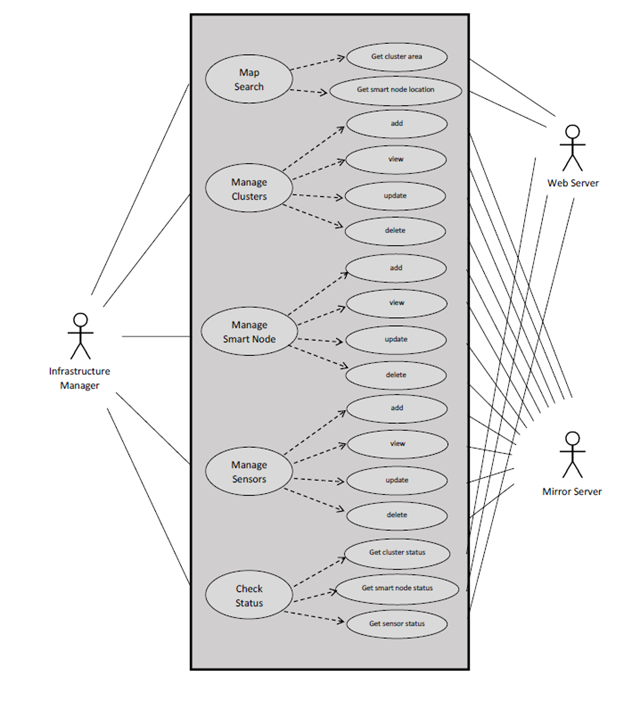 Map
Search
Get cluster area
Get smart node location
Manage
Clusters
add
view
update
delete
Manage
Smart Node
add
view
update
delete
Manage
Sensors
add
view
update
delete
Check
Status
Get cluster status
Get smart node status
Get sensor status
Infrastructure
Manager
Web Server
Mirror Server